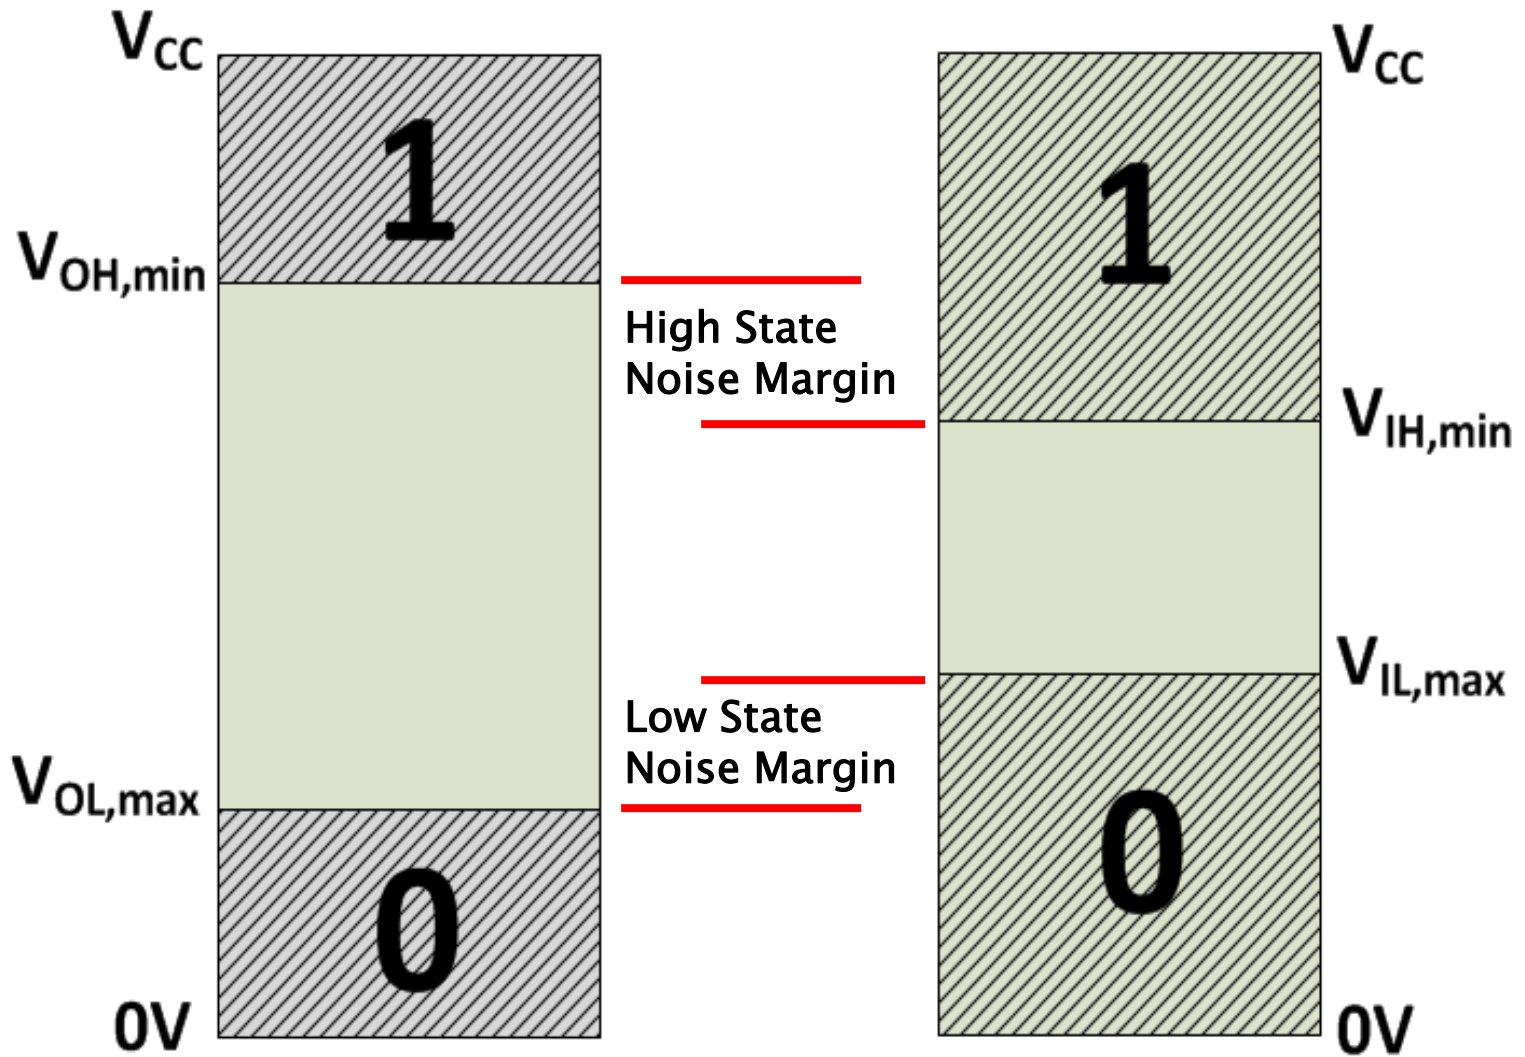 VCC
1
VOH,min
VOL,max
0
0V
High State
Noise Margin
Low State
Noise Margin
VCC
1
VIH,min
VIL,max
0
0V